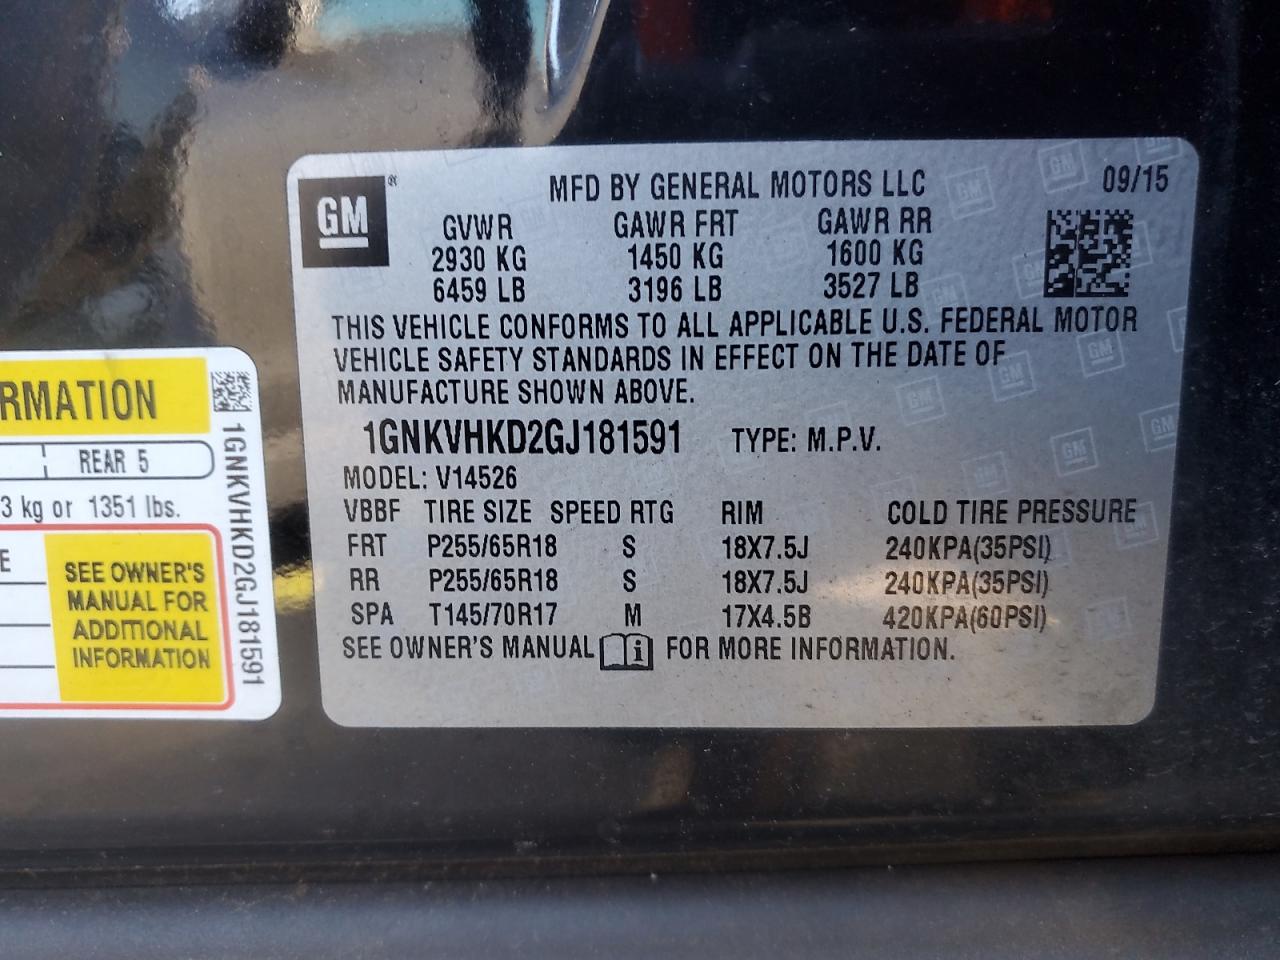 GM ®
MFD BY GENERAL MOTORS LLC 09/15
GVWR GAWR FRT GAWR RR
2930 KG 1450 KG 1600 KG
6459 LB 3196 LB 3527 LB
THIS VEHICLE CONFORMS TO ALL APPLICABLE U.S. FEDERAL MOTOR
VEHICLE SAFETY STANDARDS IN EFFECT ON THE DATE OF
MANUFACTURE SHOWN ABOVE.
1GNKVHKD2GJ181591 TYPE: M.P.V.
MODEL: V14526
VBBF TIRE SIZE SPEED RTG RIM COLD TIRE PRESSURE
FRT P255/65R18 S 18X7.5J 240KPA(35PSI)
RR P255/65R18 S 18X7.5J 240KPA(35PSI)
SPA T145/70R17 M 17X4.5B 420KPA(60PSI)
SEE OWNER'S MANUAL i FOR MORE INFORMATION.
RMATION
REAR 5
3 kg or 1351 lbs.
E
SEE OWNER'S
MANUAL FOR
ADDITIONAL
INFORMATION
1GNKVHKD2GJ181591